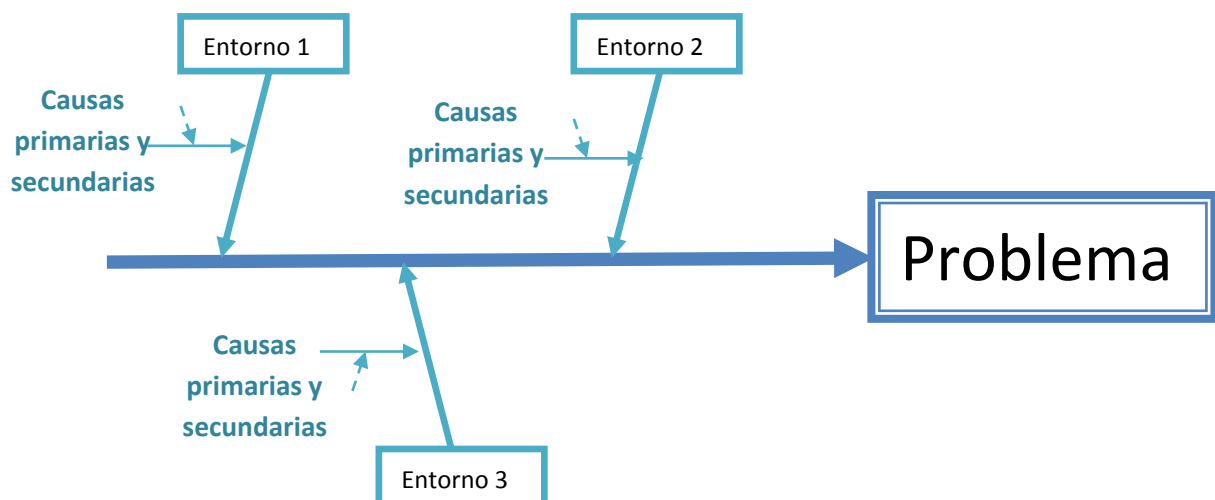 Entorno 1
Entorno 2
Causas
primarias y
secundarias
Causas
primarias y
secundarias
Problema
Causas
primarias y
secundarias
Entorno 3